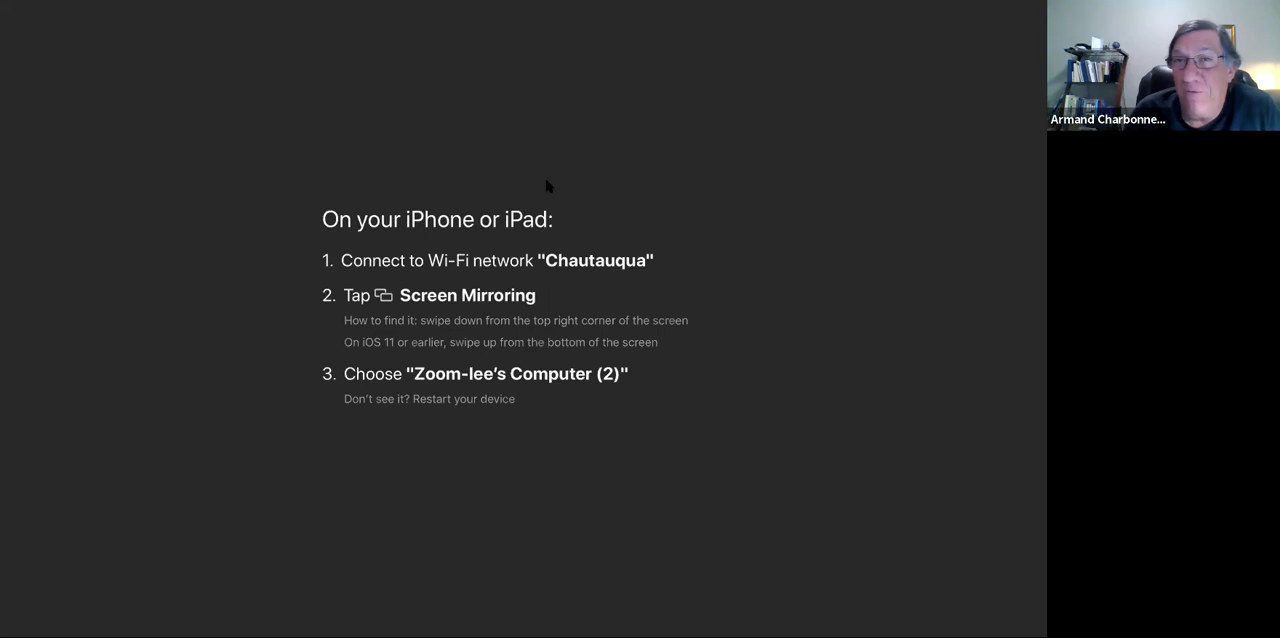 On your iPhone or iPad:
1. Connect to Wi-Fi network "Chautauqua"
2. Tap Screen Mirroring
How to find it: swipe down from the top right corner of the screen
On iOS 11 or earlier, swipe up from the bottom of the screen
3. Choose "Zoom-lee’s Computer (2)"
Don’t see it? Restart your device
Armand Charbonne...